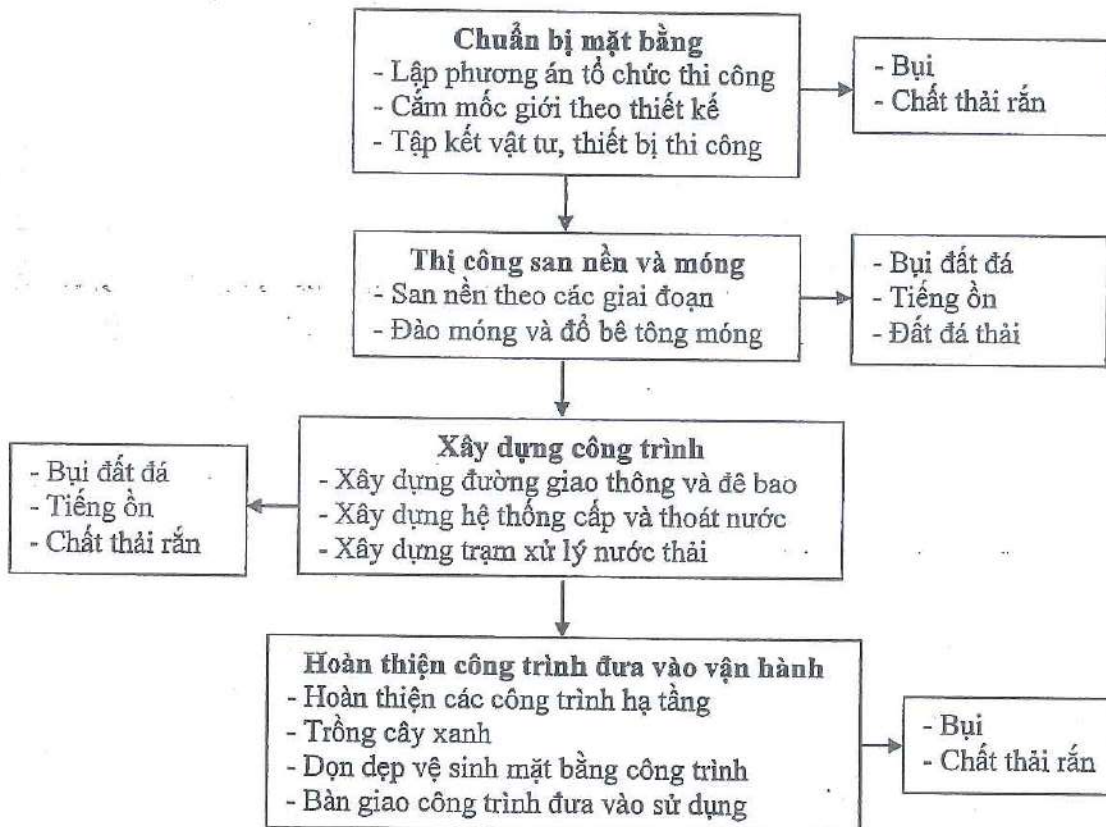 Chuẩn bị mặt bằng
- Lập phương án tổ chức thi công
- Cắm mốc giới theo thiết kế
- Tập kết vật tư, thiết bị thi công
- Bụi
- Chất thải rắn
Thị công san nền và móng
- San nền theo các giai đoạn
- Đào móng và đổ bê tông móng
- Bụi đất đá
- Tiếng ồn
- Đất đá thải
Xây dựng công trình
- Xây dựng đường giao thông và đê bao
- Xây dựng hệ thống cấp và thoát nước
- Xây dựng trạm xử lý nước thải
- Bụi đất đá
- Tiếng ồn
- Chất thải rắn
Hoàn thiện công trình đưa vào vận hành
- Hoàn thiện các công trình hạ tầng
- Trồng cây xanh
- Dọn dẹp vệ sinh mặt bằng công trình
- Bàn giao công trình đưa vào sử dụng
- Bụi
- Chất thải rắn